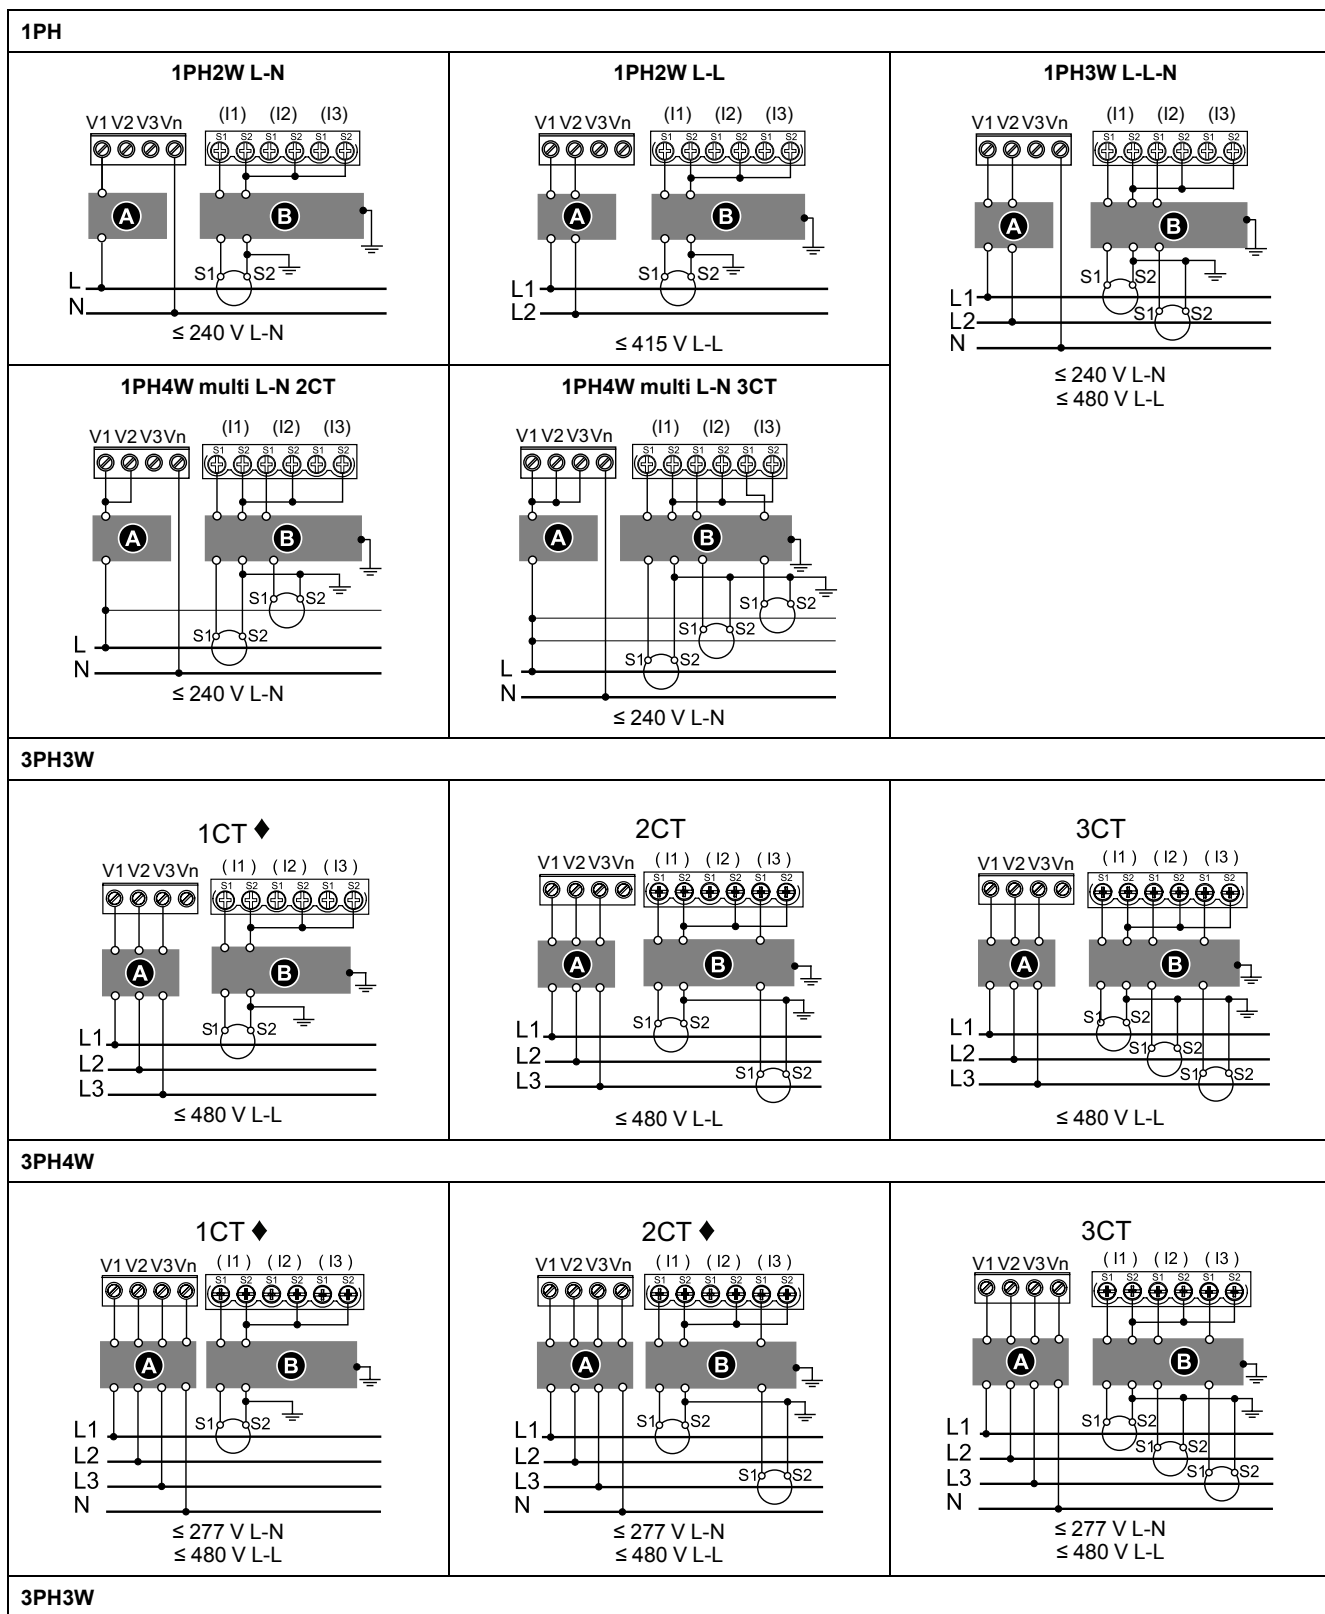 1PH
1PH2W L-N
V1 V2 V3 Vn (I1) (I2) (I3)
S1 S2 S1 S2 S1 S2
A B
S1 S2
L
N
≤ 240 V L-N
1PH2W L-L
V1 V2 V3 Vn (I1) (I2) (I3)
S1 S2 S1 S2 S1 S2
A B
S1 S2
L1
L2
≤ 415 V L-L
1PH3W L-L-N
V1 V2 V3 Vn (I1) (I2) (I3)
S1 S2 S1 S2 S1 S2
A B
S1 S2
L1
S1 S2
L2
N
≤ 240 V L-N
≤ 480 V L-L
1PH4W multi L-N 2CT
V1 V2 V3 Vn (I1) (I2) (I3)
S1 S2 S1 S2 S1 S2
A B
S1 S2
S1 S2
L
N
≤ 240 V L-N
1PH4W multi L-N 3CT
V1 V2 V3 Vn (I1) (I2) (I3)
S1 S2 S1 S2 S1 S2
A B
S1 S2
S1 S2
S1 S2
L
N
≤ 240 V L-N
3PH3W
1CT ♦
V1 V2 V3 Vn ( I1 ) ( I2 ) ( I3 )
S1 S2 S1 S2 S1 S2
A B
S1 S2
L1
L2
L3
≤ 480 V L-L
2CT
V1 V2 V3 Vn ( I1 ) ( I2 ) ( I3 )
S1 S2 S1 S2 S1 S2
A B
S1 S2
L1
L2
S1 S2
L3
≤ 480 V L-L
3CT
V1 V2 V3 Vn ( I1 ) ( I2 ) ( I3 )
S1 S2 S1 S2 S1 S2
A B
S1 S2
L1
S1 S2
L2
S1 S2
L3
≤ 480 V L-L
3PH4W
1CT ♦
V1 V2 V3 Vn ( I1 ) ( I2 ) ( I3 )
S1 S2 S1 S2 S1 S2
A B
S1 S2
L1
L2
L3
N
≤ 277 V L-N
≤ 480 V L-L
2CT ♦
V1 V2 V3 Vn ( I1 ) ( I2 ) ( I3 )
S1 S2 S1 S2 S1 S2
A B
S1 S2
L1
L2
S1 S2
L3
N
≤ 277 V L-N
≤ 480 V L-L
3CT
V1 V2 V3 Vn ( I1 ) ( I2 ) ( I3 )
S1 S2 S1 S2 S1 S2
A B
S1 S2
L1
S1 S2
L2
S1 S2
L3
N
≤ 277 V L-N
≤ 480 V L-L
3PH3W